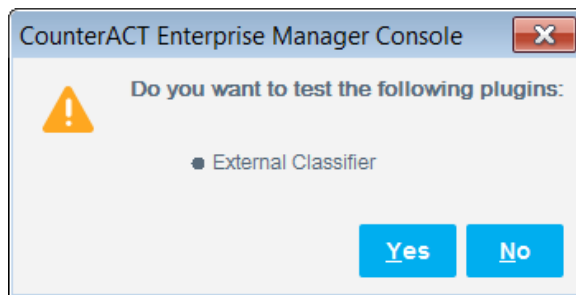 CounterACT Enterprise Manager Console
Do you want to test the following plugins:
● External Classifier
Yes No